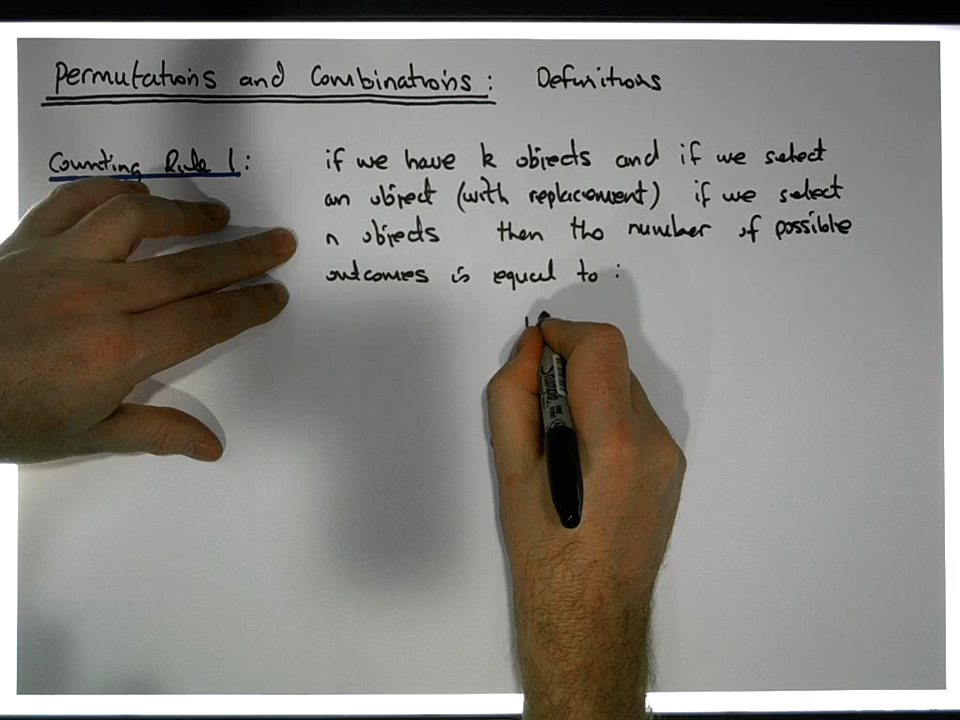 Permutations and Combinations: Definitions
Counting Rule 1: if we have k objects and if we select
an object (with replacement) if we select
n objects then the number of possible
outcomes is equal to:
Sharpie